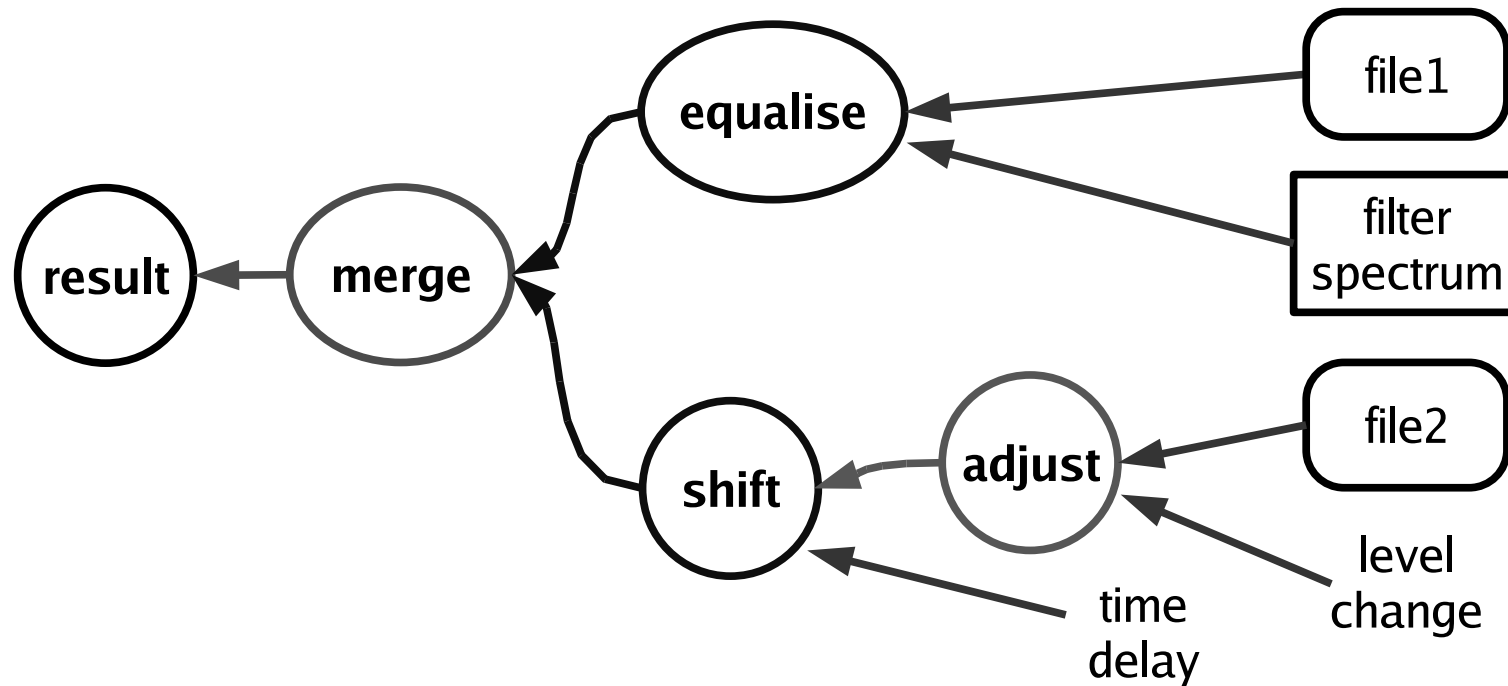 file1
equalise
filter
spectrum
result
merge
file2
adjust
shift
level
change
time
delay